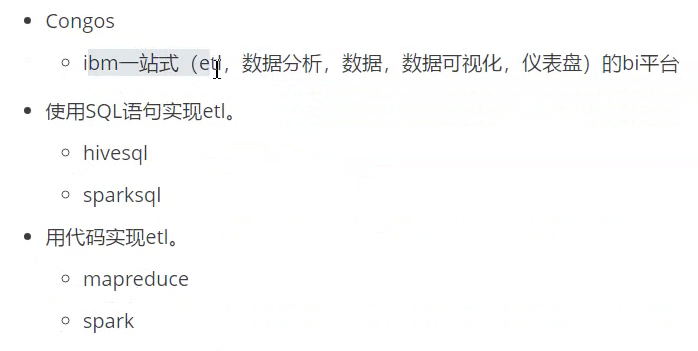 Congos
ibm一站式（etl，数据分析，数据，数据可视化，仪表盘）的bi平台
使用SQL语句实现etl。
hivesql
sparksql
用代码实现etl。
mapreduce
spark